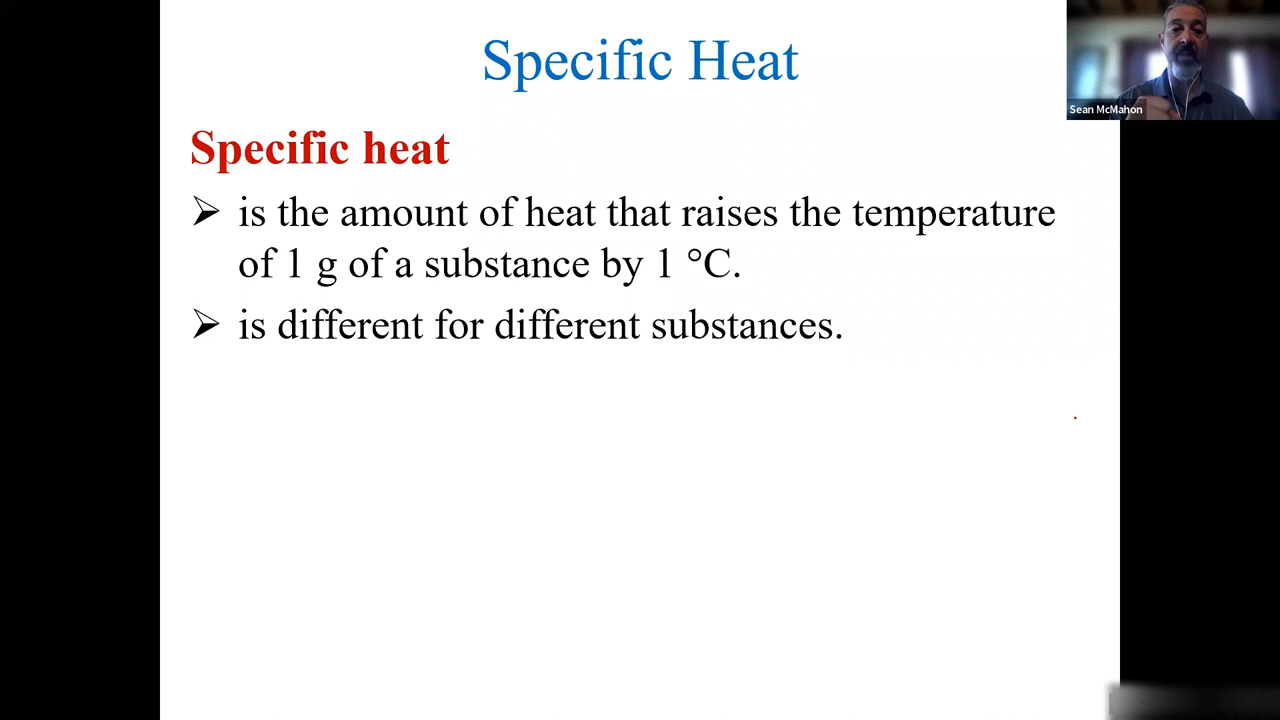 Specific Heat
Sean McMahon
Specific heat
➢ is the amount of heat that raises the temperature
of 1 g of a substance by 1 °C.
➢ is different for different substances.